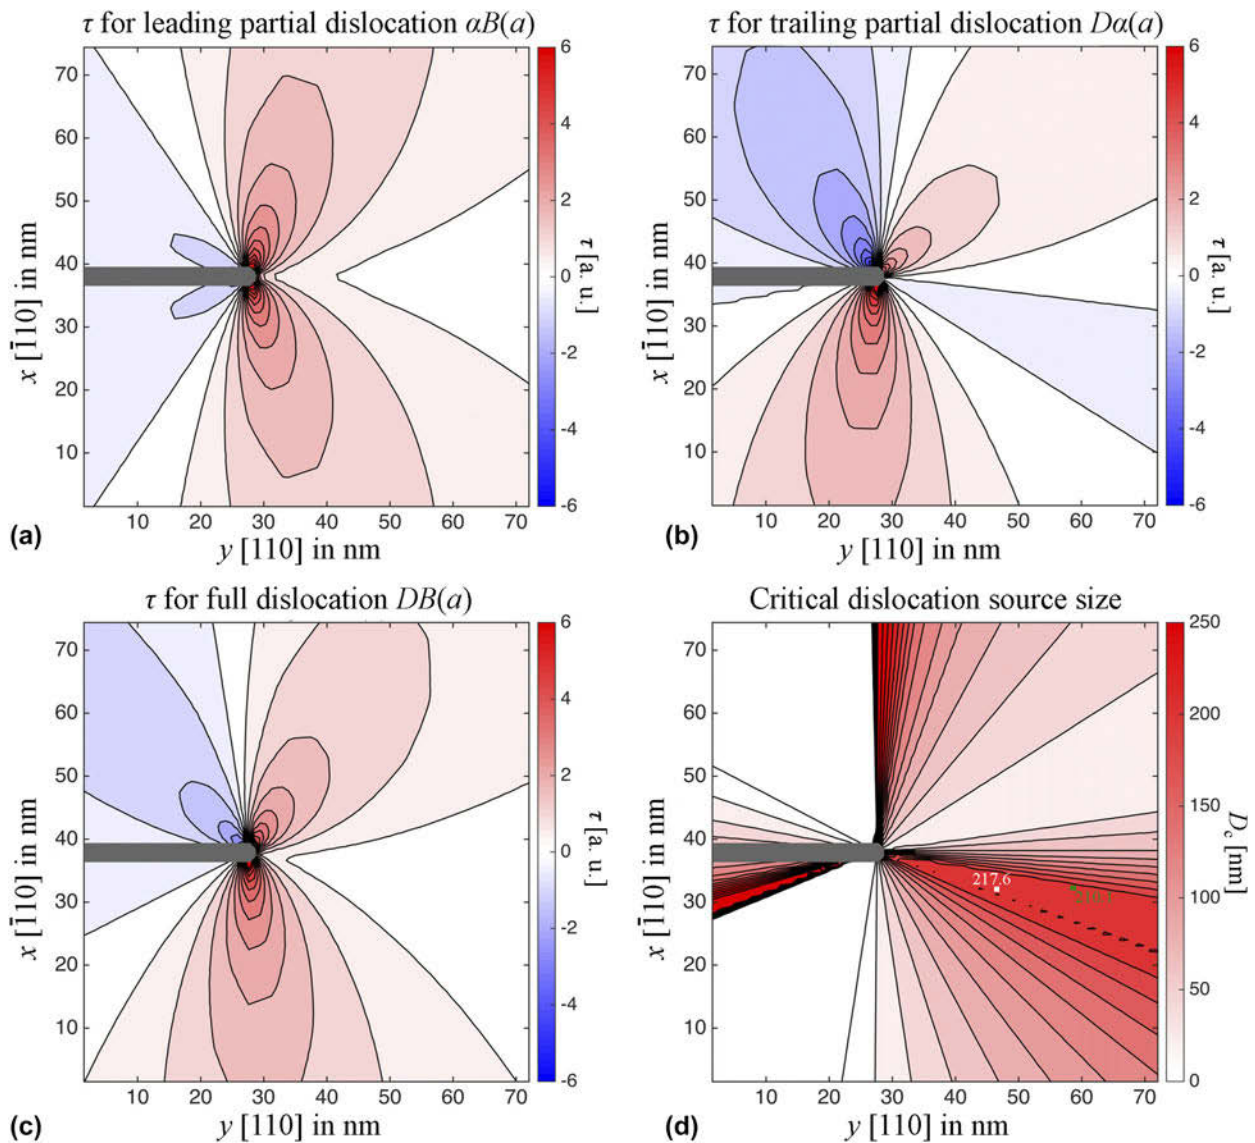 τ for leading partial dislocation αB(a)
70
60
50
40
30
20
10
x [1̄10] in nm
10 20 30 40 50 60 70
y [110] in nm
6
4
2
0
-2
-4
-6
τ [a. u.]
(a)
τ for trailing partial dislocation Dα(a)
70
60
50
40
30
20
10
x [1̄10] in nm
10 20 30 40 50 60 70
y [110] in nm
6
4
2
0
-2
-4
-6
τ [a. u.]
(b)
τ for full dislocation DB(a)
70
60
50
40
30
20
10
x [1̄10] in nm
10 20 30 40 50 60 70
y [110] in nm
6
4
2
0
-2
-4
-6
τ [a. u.]
(c)
Critical dislocation source size
70
60
50
40
30
20
10
x [1̄10] in nm
217.6
10 20 30 40 50 60 70
y [110] in nm
250
200
150
100
50
0
D_c [nm]
(d)